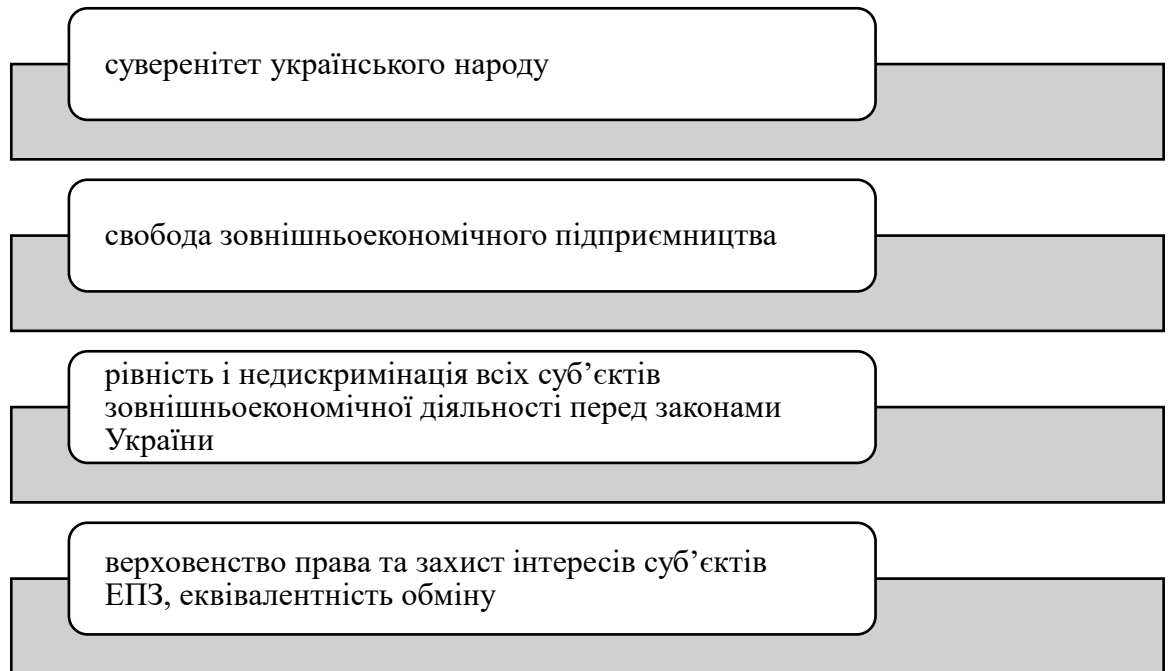 суверенітет українського народу
свобода зовнішньоекономічного підприємництва
рівність і недискримінація всіх суб’єктів
зовнішньоекономічної діяльності перед законами
України
верховенство права та захист інтересів суб’єктів
ЕПЗ, еквівалентність обміну